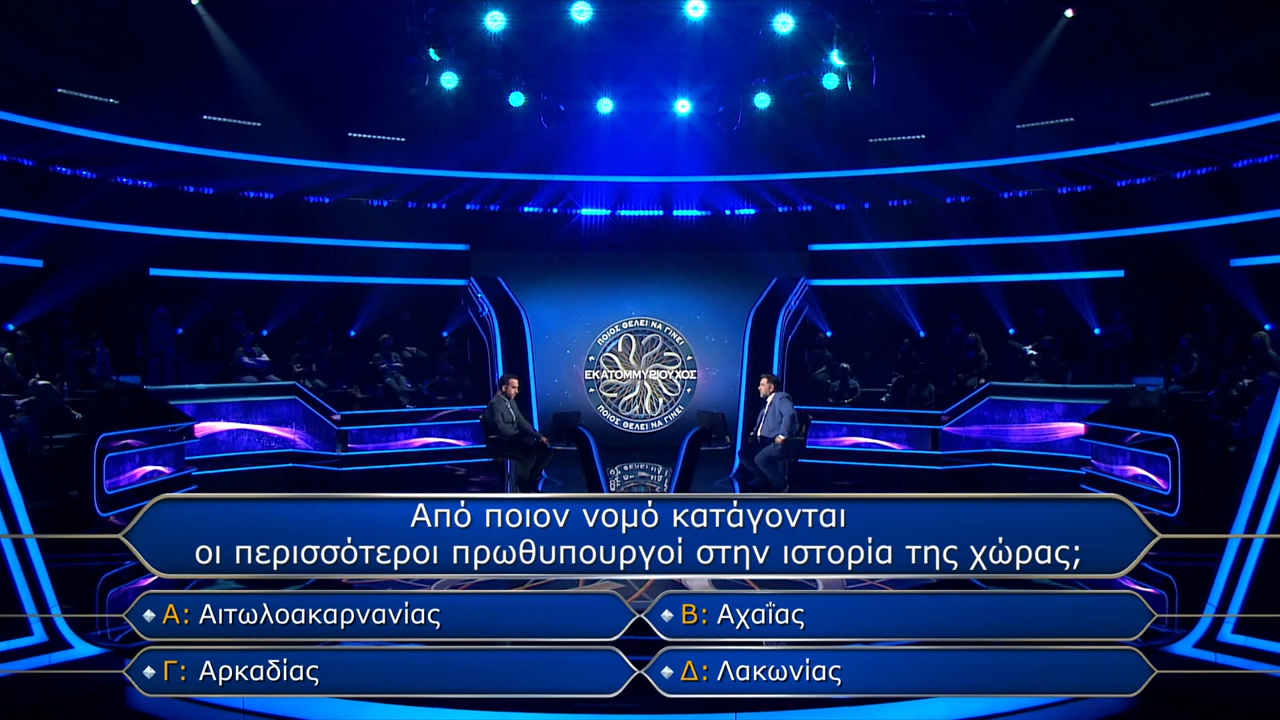 ΠΟΙΟΣ ΘΕΛΕΙ ΝΑ ΓΙΝΕΙ
ΕΚΑΤΟΜΜΥΡΙΟΥΧΟΣ
ΠΟΙΟΣ ΘΕΛΕΙ ΝΑ ΓΙΝΕΙ
Από ποιον νομό κατάγονται
οι περισσότεροι πρωθυπουργοί στην ιστορία της χώρας;
Α: Αιτωλοακαρνανίας
Β: Αχαΐας
Γ: Αρκαδίας
Δ: Λακωνίας